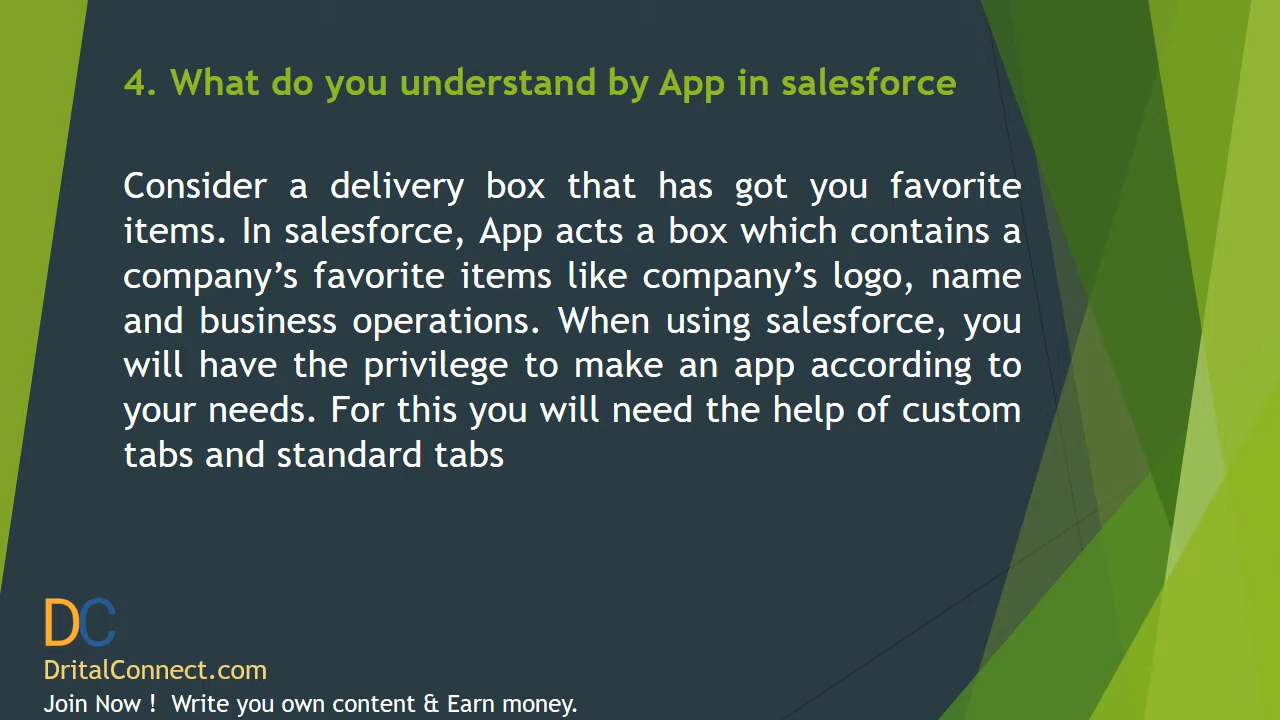 4. What do you understand by App in salesforce
Consider a delivery box that has got you favorite
items. In salesforce, App acts a box which contains a
company’s favorite items like company’s logo, name
and business operations. When using salesforce, you
will have the privilege to make an app according to
your needs. For this you will need the help of custom
tabs and standard tabs
DC
DritalConnect.com
Join Now ! Write you own content & Earn money.